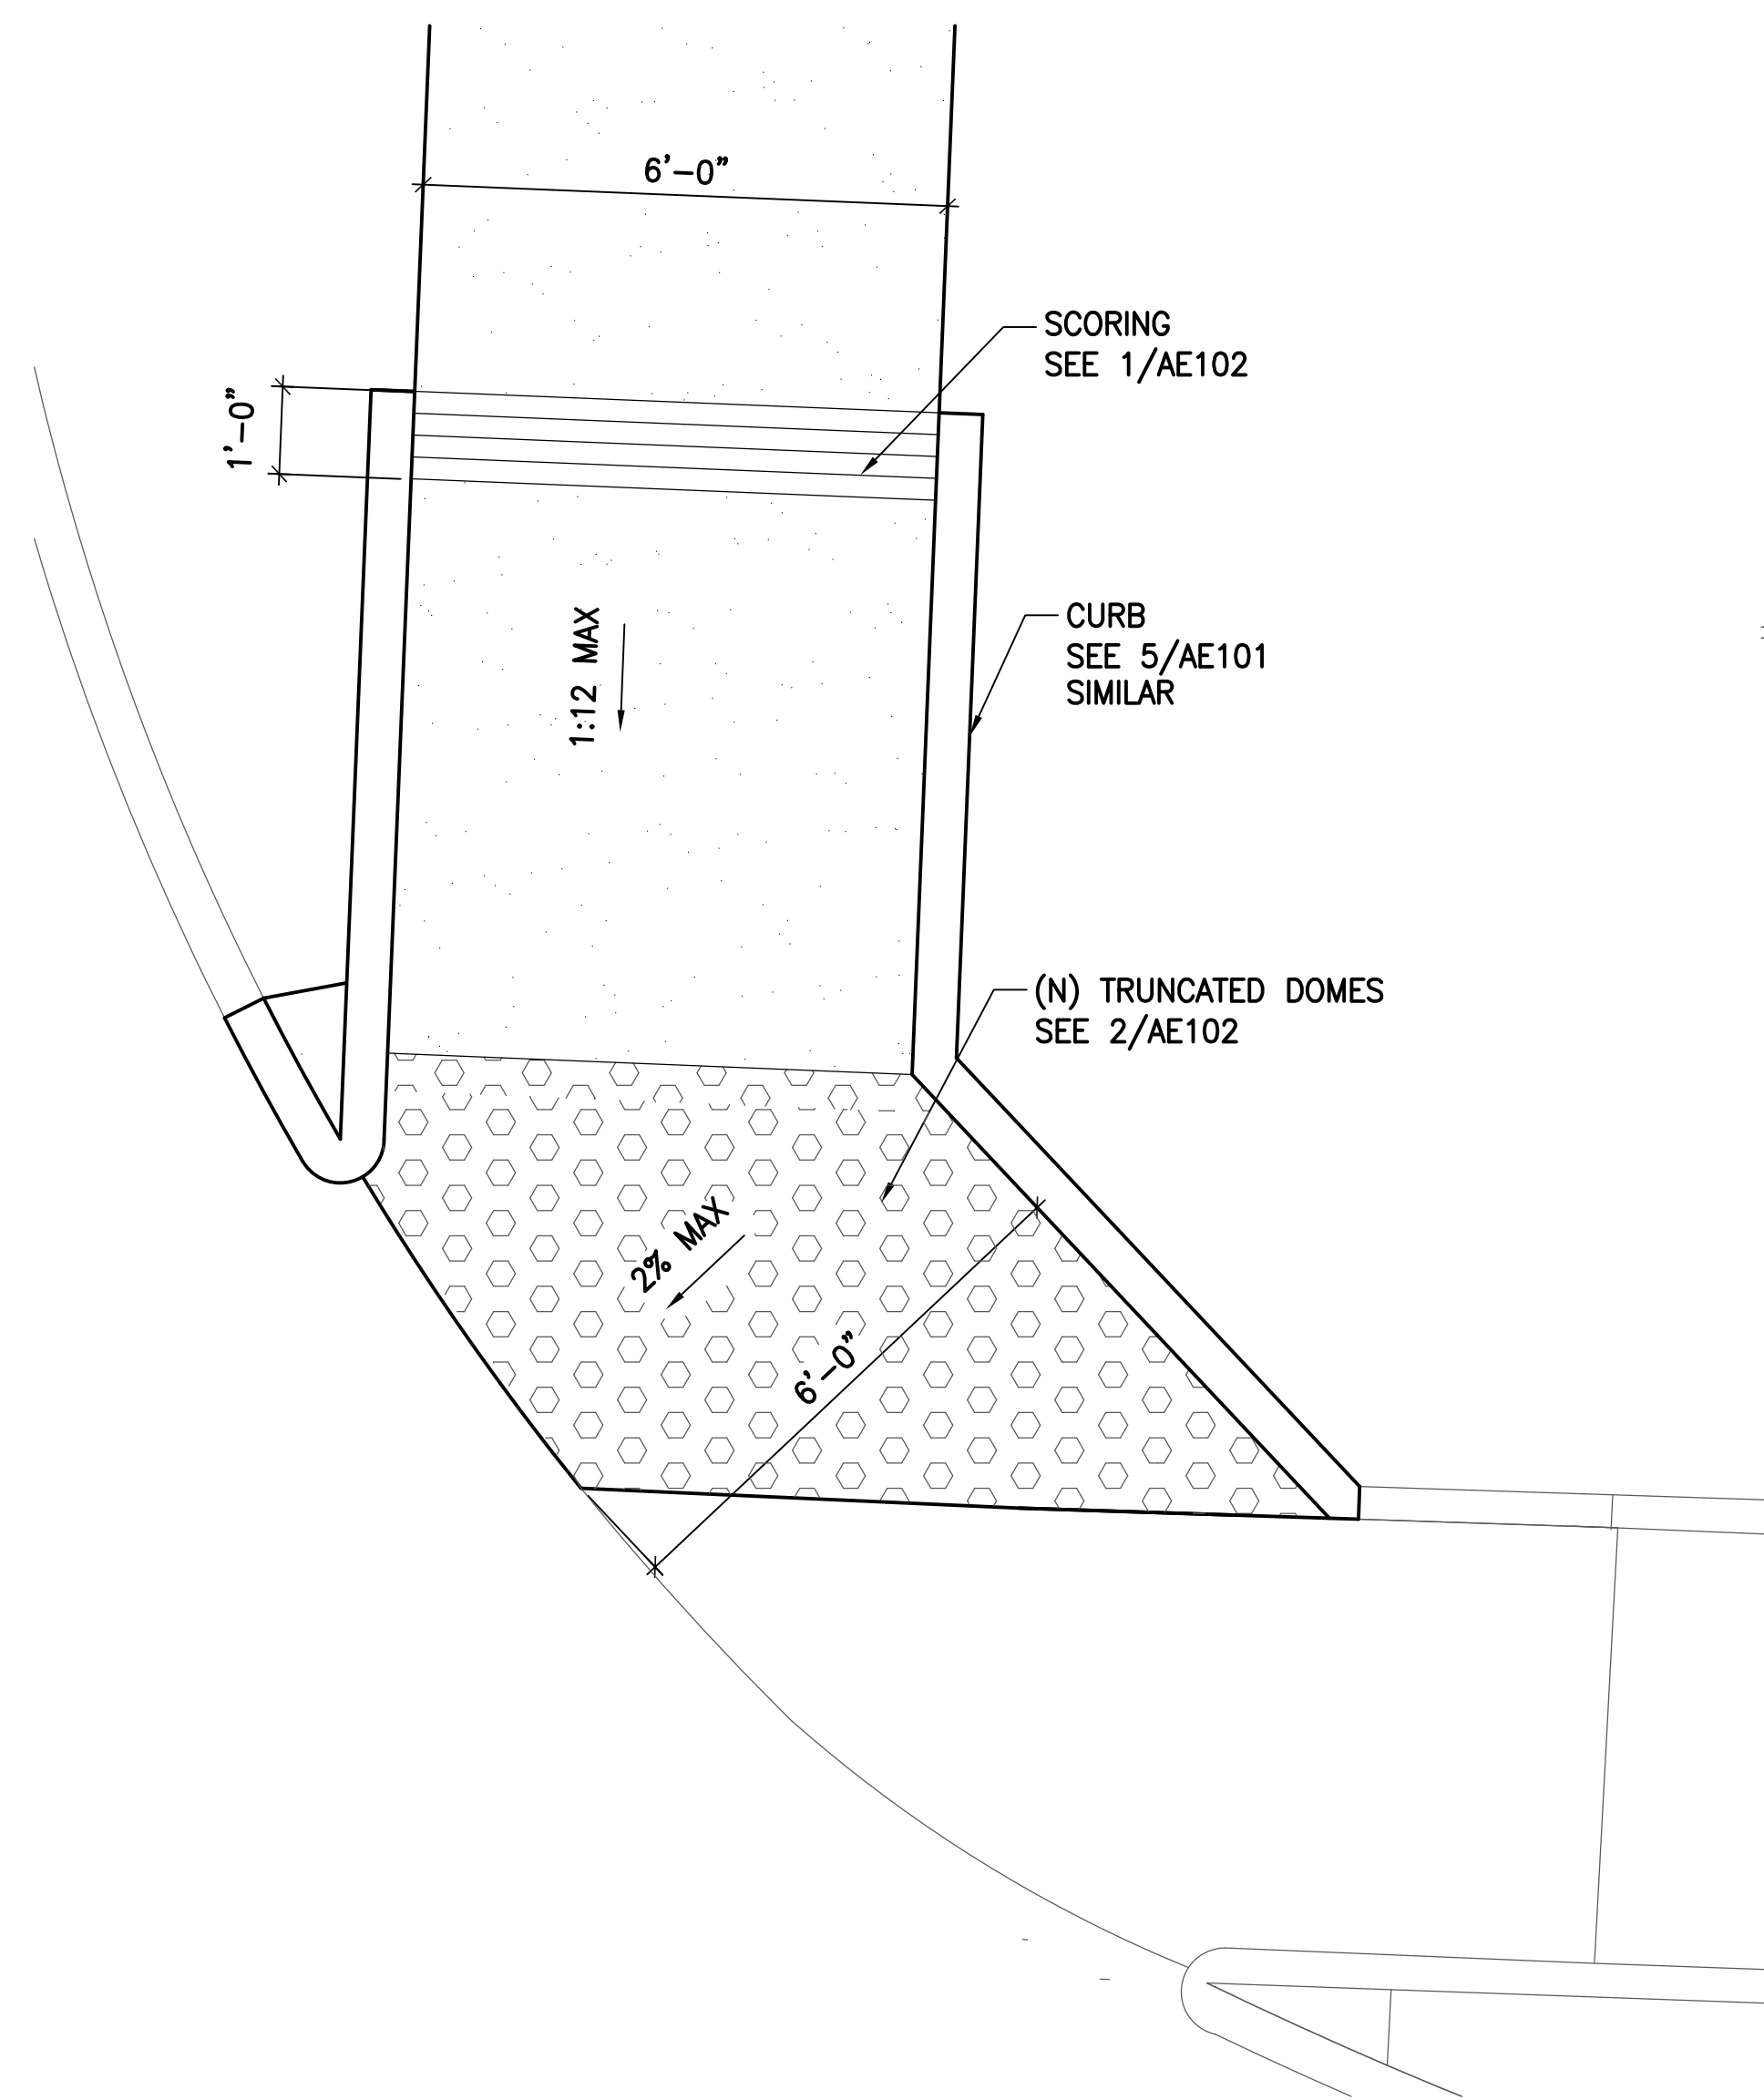 6'-0"
SCORING
SEE 1/AE102
1'-0"
CURB
SEE 5/AE101
SIMILAR
1:12 MAX
(N) TRUNCATED DOMES
SEE 2/AE102
2% MAX
6'-0"